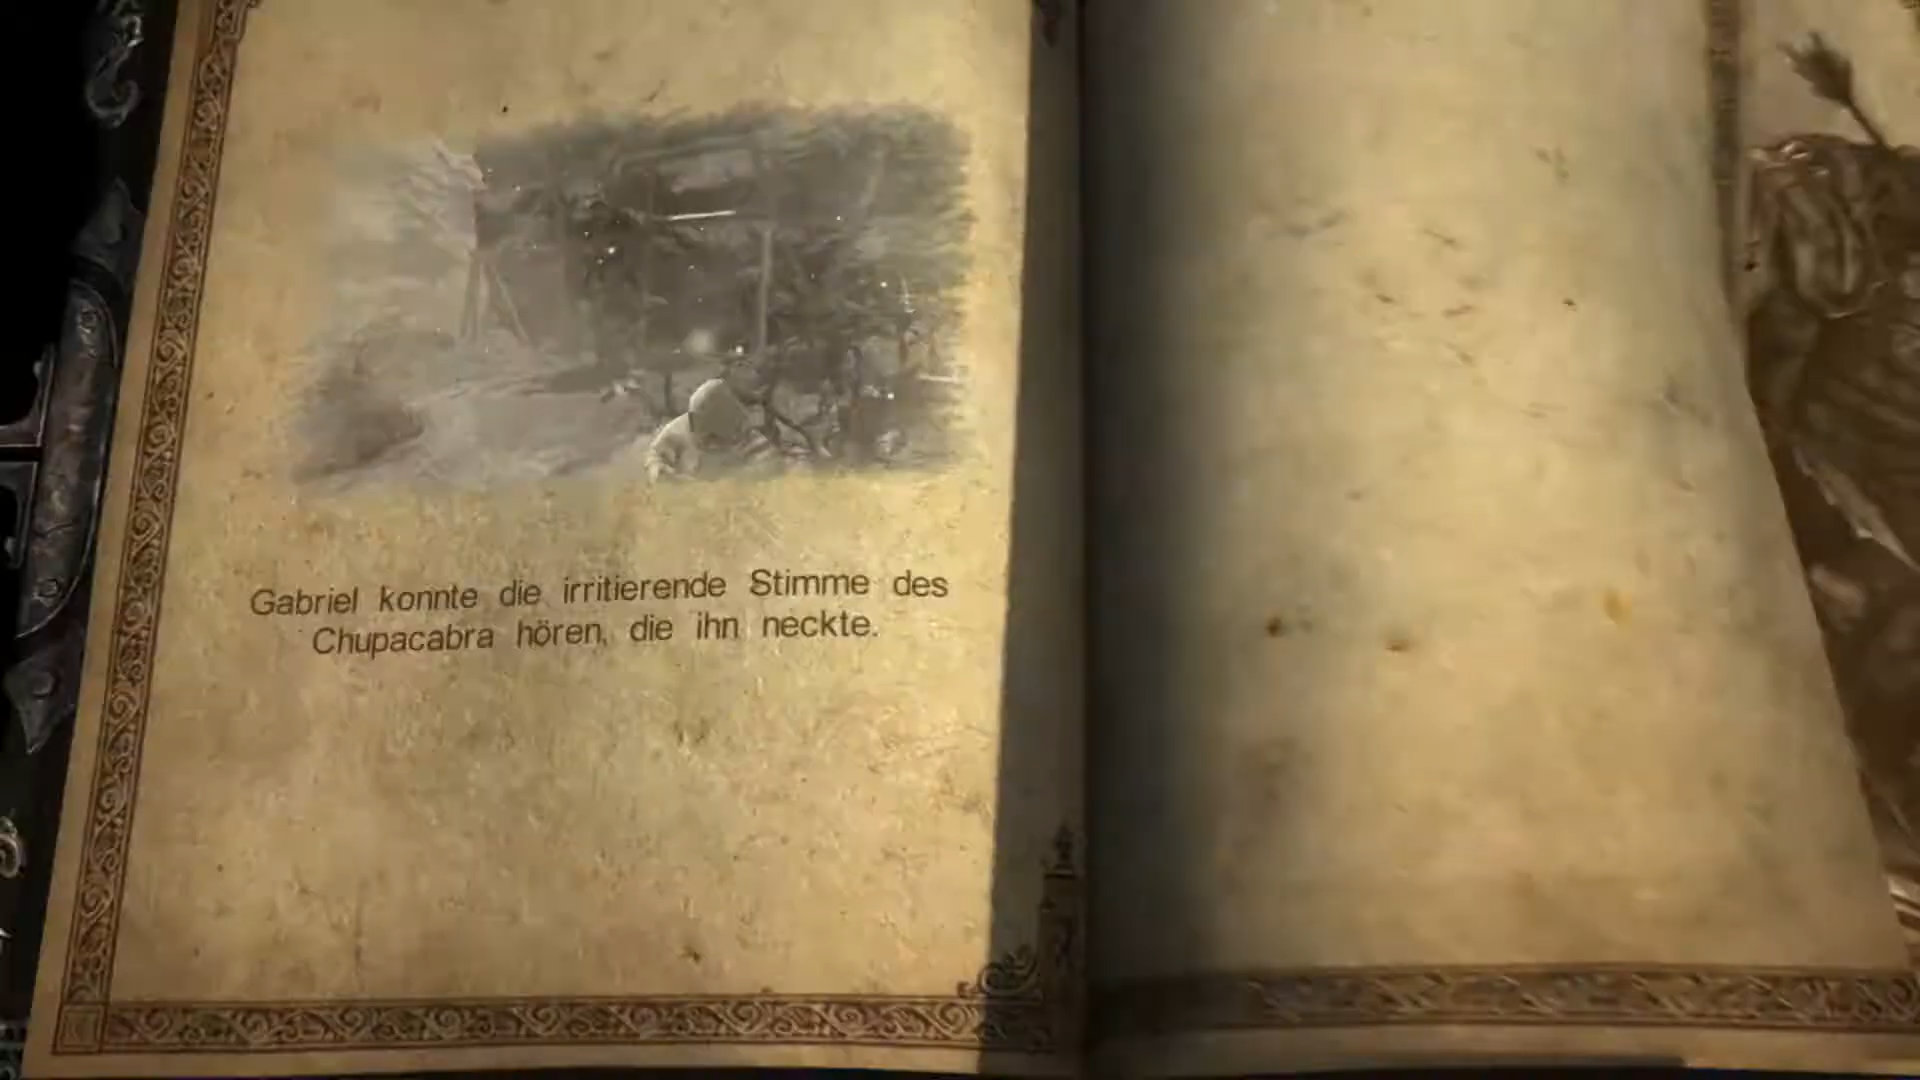 Gabriel konnte die irritierende Stimme des
Chupacabra hören, die ihn neckte.